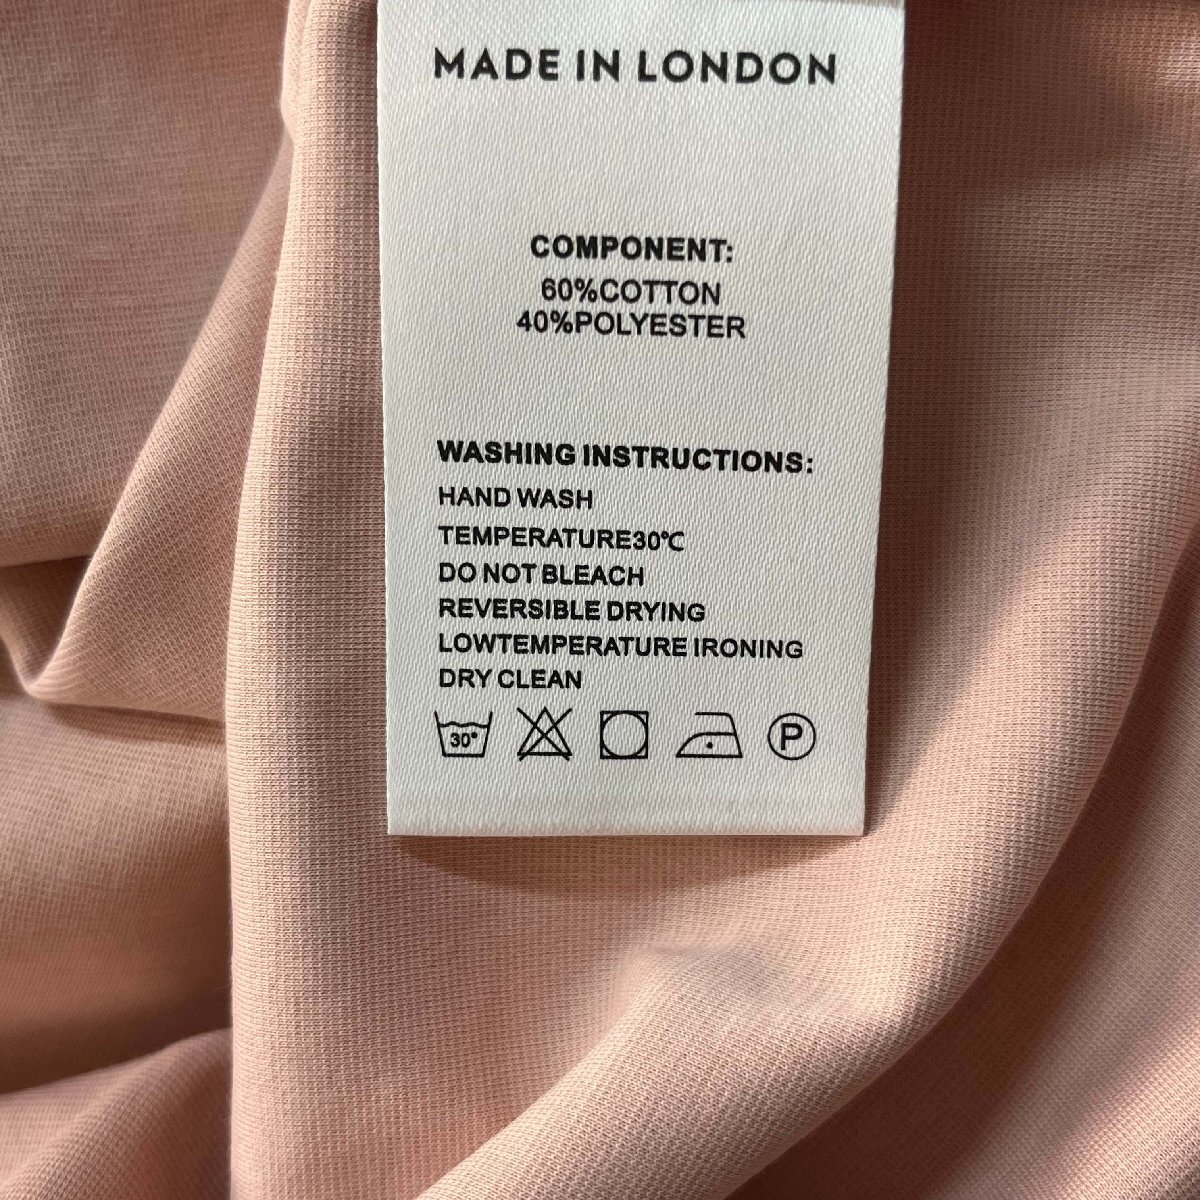 MADE IN LONDON
COMPONENT:
60%COTTON
40%POLYESTER
WASHING INSTRUCTIONS:
HAND WASH
TEMPERATURE30℃
DO NOT BLEACH
REVERSIBLE DRYING
LOWTEMPERATURE IRONING
DRY CLEAN
30° P